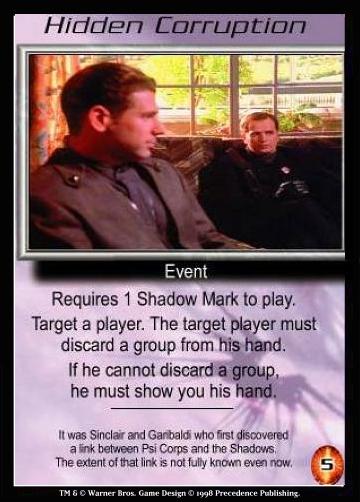 Hidden Corruption
Event
Requires 1 Shadow Mark to play.
Target a player. The target player must
discard a group from his hand.
If he cannot discard a group,
he must show you his hand.
It was Sinclair and Garibaldi who first discovered
a link between Psi Corps and the Shadows.
The extent of that link is not fully known even now.
5
TM & © Warner Bros. Game Design © 1998 Precedence Publishing.